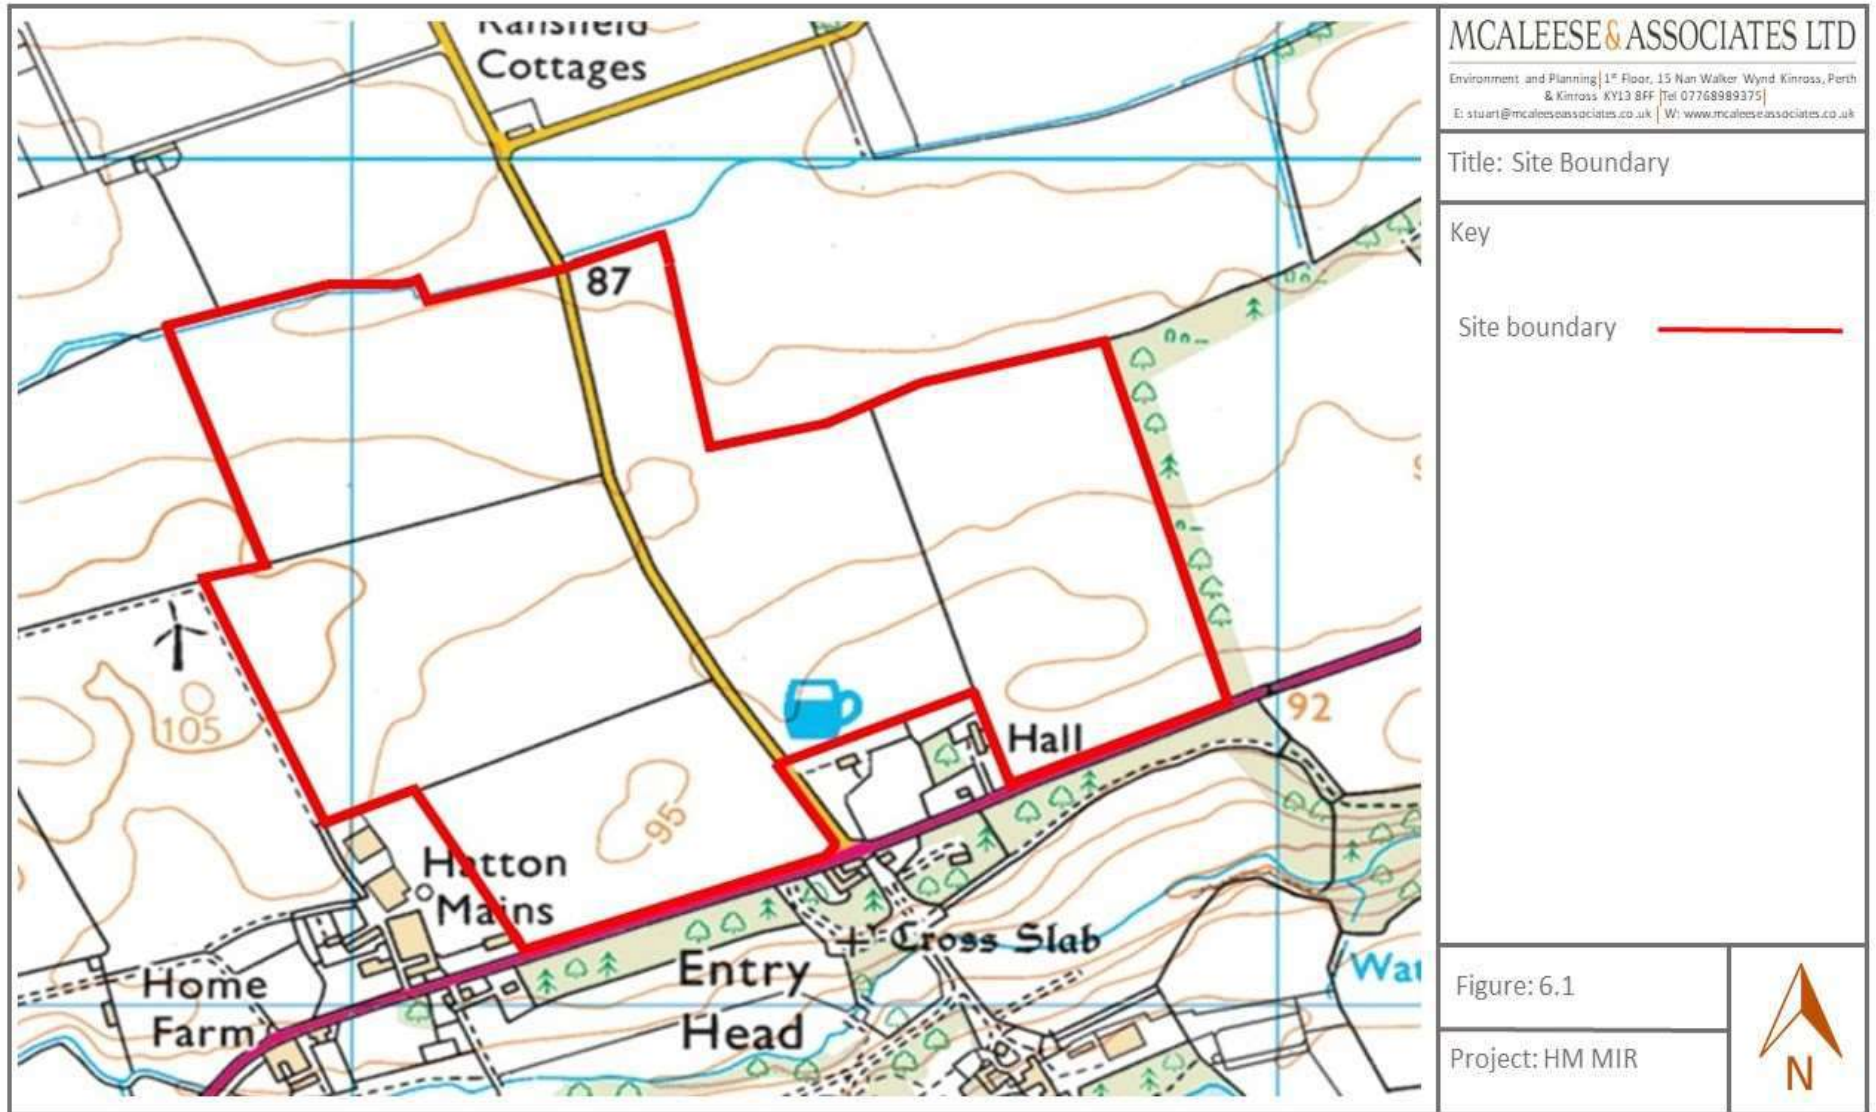 Cottages
87
105
95
Hatton
Mains
Home
Farm
Hall
92
Cross Slab
Entry
Head
MCALEESE & ASSOCIATES LTD
Environment and Planning | 1st Floor, 15 Nan Walker Wynd Kinross, Perth
& Kinross KY13 8FF | Tel 07768989375 |
E: stuart@mcaleeseassociates.co.uk | W: www.mcaleeseassociates.co.uk
Title: Site Boundary
Key
Site boundary
Figure: 6.1
Project: HM MIR
N